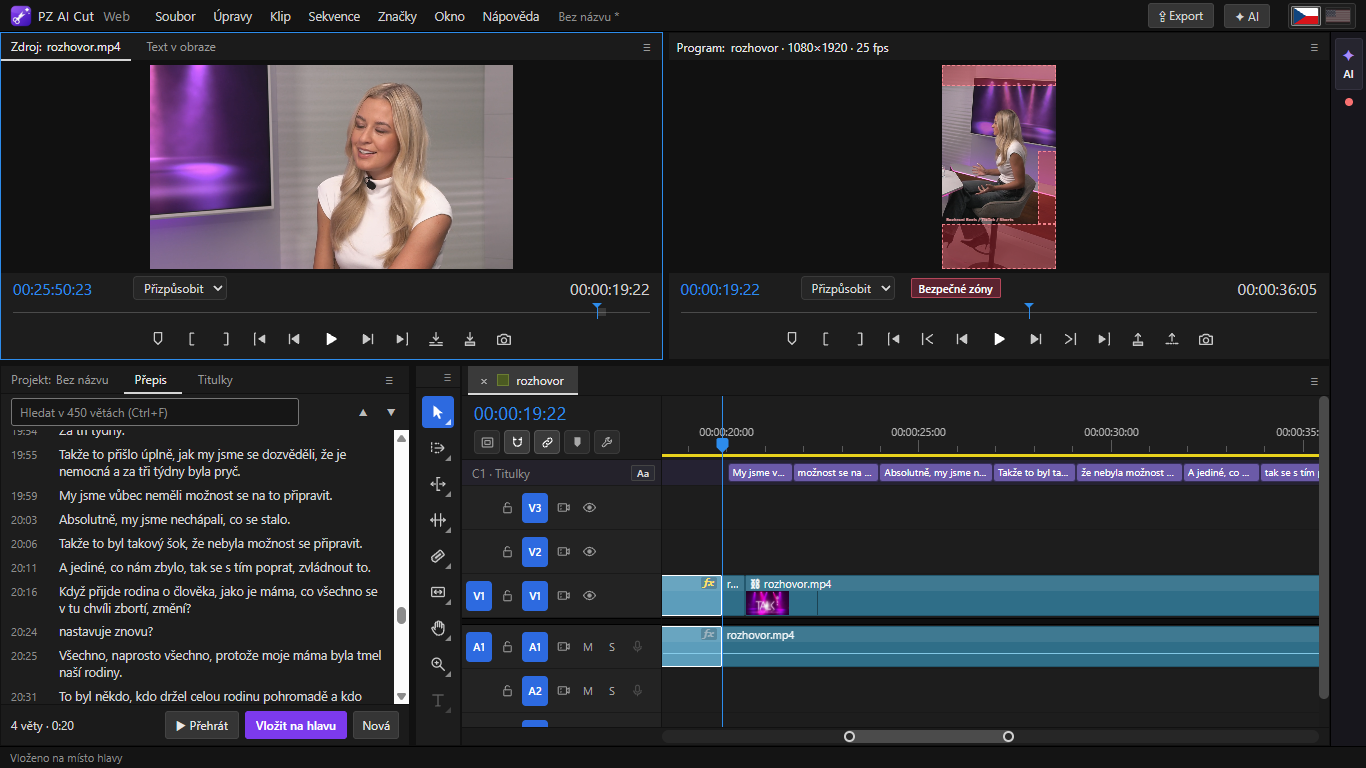 PZ AI Cut Web Soubor Úpravy Klip Sekvence Značky Okno Nápověda Bez názvu * Export AI
Zdroj: rozhovor.mp4 Text v obraze
Program: rozhovor · 1080×1920 · 25 fps
AI
00:25:50:23 Přizpůsobit 00:00:19:22
00:00:19:22 Přizpůsobit Bezpečné zóny 00:00:36:05
Projekt: Bez názvu Přepis Titulky
Hledat v 450 větách (Ctrl+F)
19:54 Za tři týdny.
19:55 Takže to přišlo úplně, jak my jsme se dozvěděli, že je
nemocná a za tři týdny byla pryč.
19:59 My jsme vůbec neměli možnost se na to připravit.
20:03 Absolutně, my jsme nechápali, co se stalo.
20:06 Takže to byl takový šok, že nebyla možnost se připravit.
20:11 A jediné, co nám zbylo, tak se s tím poprat, zvládnout to.
20:16 Když přijde rodina o člověka, jako je máma, co všechno se
v tu chvíli zbortí, změní?
20:24 nastavuje znovu?
20:25 Všechno, naprosto všechno, protože moje máma byla tmel
naší rodiny.
20:31 To byl někdo, kdo držel celou rodinu pohromadě a kdo
4 věty · 0:20 Přehrát Vložit na hlavu Nová
rozhovor
00:00:19:22
00:00:20:00 00:00:25:00 00:00:30:00 00:00:35:
C1 · Titulky Aa
My jsme v... možnost se na ... Absolutně, my jsme n... Takže to byl ta... že nebyla možnost ... A jediné, co ... tak se s tím p
V3
V2
V1 V1 fx r... rozhovor.mp4
TALK
A1 A1 M S fx rozhovor.mp4
A2 M S
Vloženo na místo hlavy